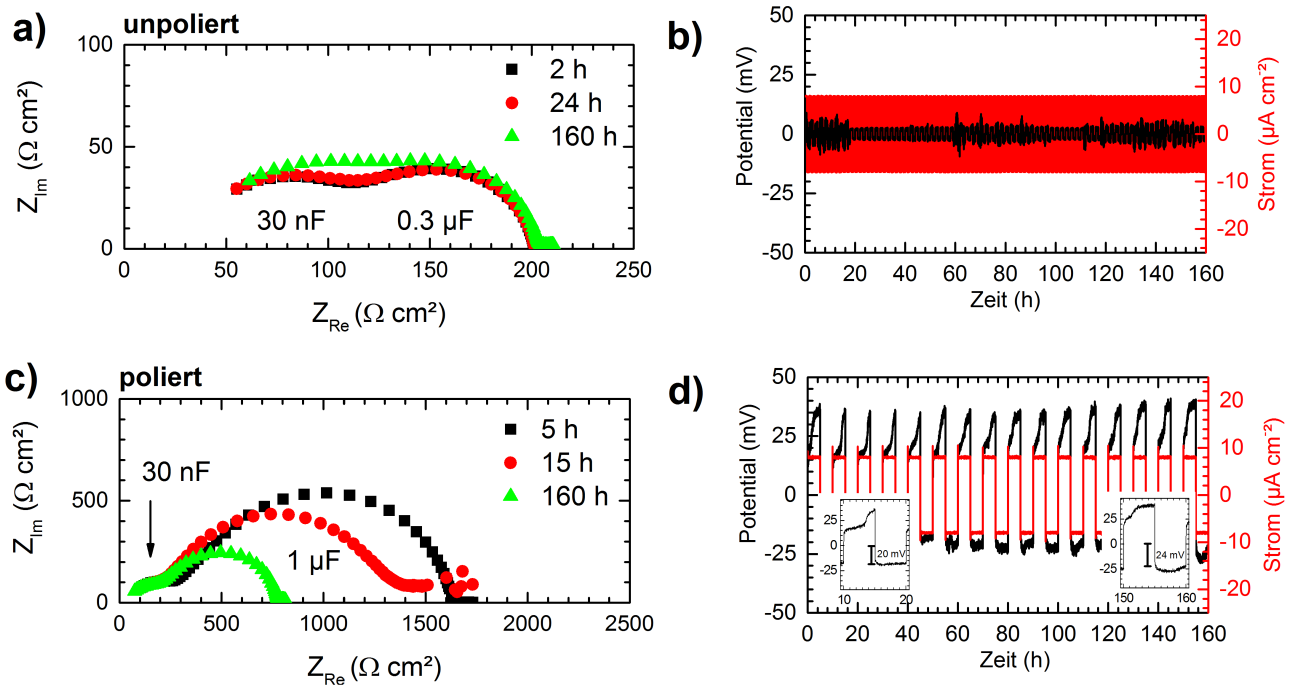 a)
unpoliert
100
50
0
Z_Im (Ω cm²)
2 h
24 h
160 h
30 nF
0.3 µF
0 50 100 150 200 250
Z_Re (Ω cm²)
b)
50
25
0
-25
-50
Potential (mV)
20
10
0
-10
-20
Strom (µA cm⁻²)
0 20 40 60 80 100 120 140 160
Zeit (h)
c)
poliert
1000
500
0
Z_Im (Ω cm²)
5 h
15 h
160 h
30 nF
1 µF
0 500 1000 1500 2000 2500
Z_Re (Ω cm²)
d)
50
25
0
-25
-50
Potential (mV)
20
10
0
-10
-20
Strom (µA cm⁻²)
25
0
-25
20 mV
10 20
25
0
-25
24 mV
150 160
0 20 40 60 80 100 120 140 160
Zeit (h)